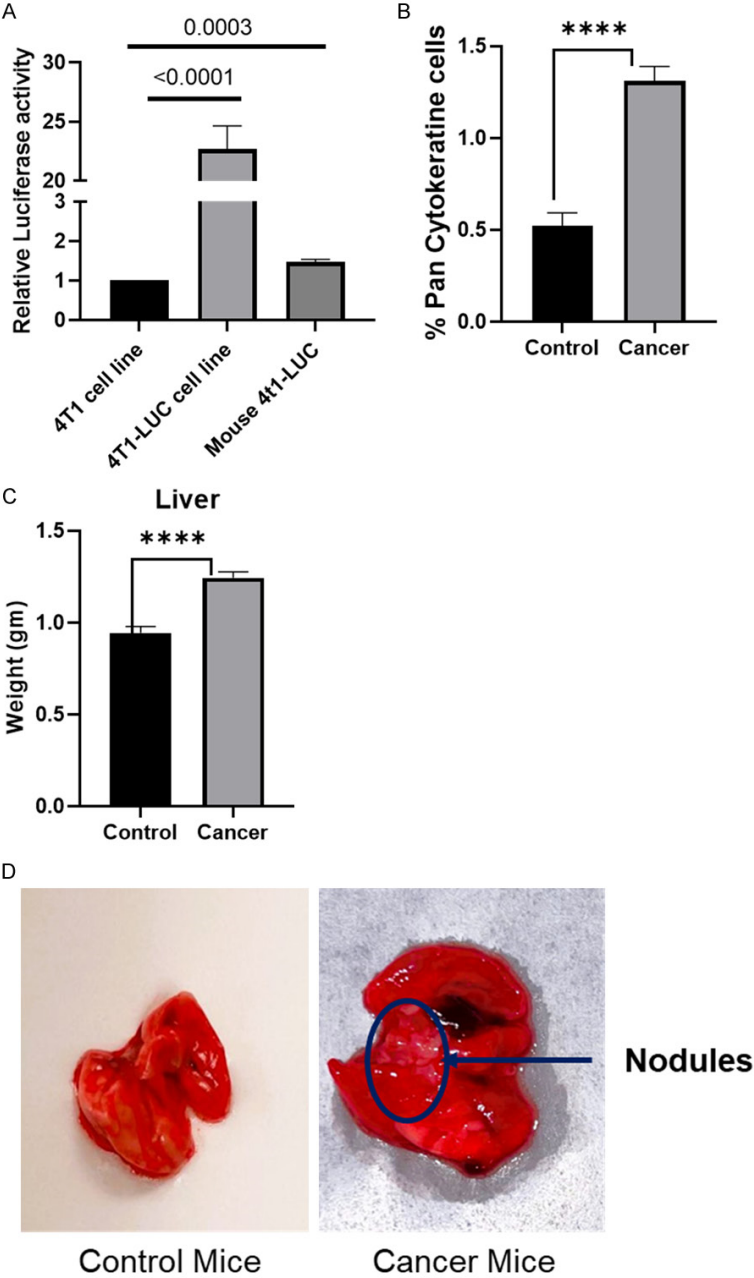 A
0.0003
<0.0001
Relative Luciferase activity
30
25
20
3
2
1
0
4T1 cell line
4T1-LUC cell line
Mouse 4t1-LUC
B
****
% Pan Cytokeratine cells
1.5
1.0
0.5
0.0
Control Cancer
C
Liver
****
Weight (gm)
1.5
1.0
0.5
0.0
Control Cancer
D
Nodules
Control Mice Cancer Mice